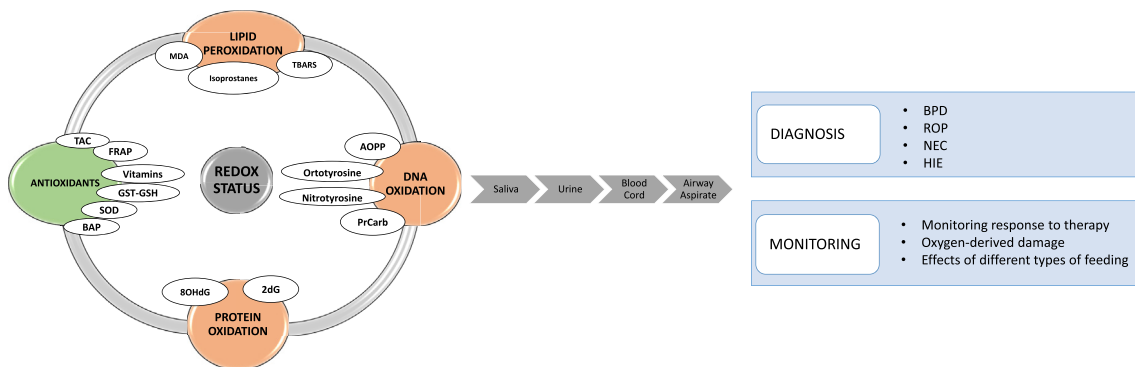 LIPID
PEROXIDATION
MDA
TBARS
Isoprostanes
TAC
FRAP
Vitamins
ANTIOXIDANTS
GST-GSH
SOD
BAP
REDOX
STATUS
AOPP
Ortotyrosine
DNA
OXIDATION
Nitrotyrosine
PrCarb
8OHdG
2dG
PROTEIN
OXIDATION
Saliva
Urine
Blood
Cord
Airway
Aspirate
DIAGNOSIS
• BPD
• ROP
• NEC
• HIE
MONITORING
• Monitoring response to therapy
• Oxygen-derived damage
• Effects of different types of feeding